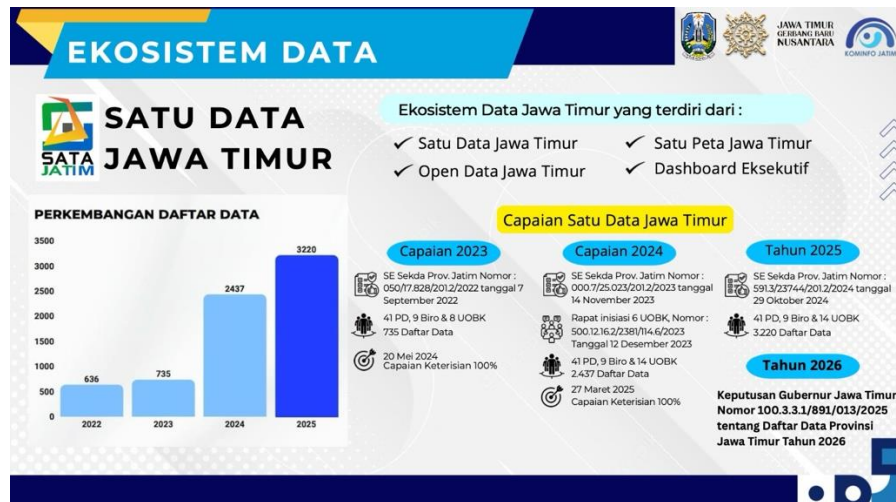 EKOSISTEM DATA
JAWA TIMUR
GERBANG BARU
NUSANTARA
KOMINFO JATIM
SATA
JATIM
SATU DATA
JAWA TIMUR
Ekosistem Data Jawa Timur yang terdiri dari :
✓ Satu Data Jawa Timur
✓ Satu Peta Jawa Timur
✓ Open Data Jawa Timur
✓ Dashboard Eksekutif
PERKEMBANGAN DAFTAR DATA
3500
3000
2500
2000
1500
1000
500
0
636
735
2437
3220
2022
2023
2024
2025
Capaian Satu Data Jawa Timur
Capaian 2023
SE Sekda Prov. Jatim Nomor :
050/17.828/201.2/2022 tanggal 7
September 2022
41 PD, 9 Biro & 8 UOBK
735 Daftar Data
20 Mei 2024
Capaian Keterisian 100%
Capaian 2024
SE Sekda Prov. Jatim Nomor :
000.7/25.023/201.2/2023 tanggal
14 November 2023
Rapat inisiasi 6 UOBK, Nomor :
500.12.16.2/2381/114.6/2023
Tanggal 12 Desember 2023
41 PD, 9 Biro & 14 UOBK
2.437 Daftar Data
27 Maret 2025
Capaian Keterisian 100%
Tahun 2025
SE Sekda Prov. Jatim Nomor :
591.3/23744/201.2/2024 tanggal
29 Oktober 2024
41 PD, 9 Biro & 14 UOBK
3.220 Daftar Data
Tahun 2026
Keputusan Gubernur Jawa Timur
Nomor 100.3.3.1/891/013/2025
tentang Daftar Data Provinsi
Jawa Timur Tahun 2026